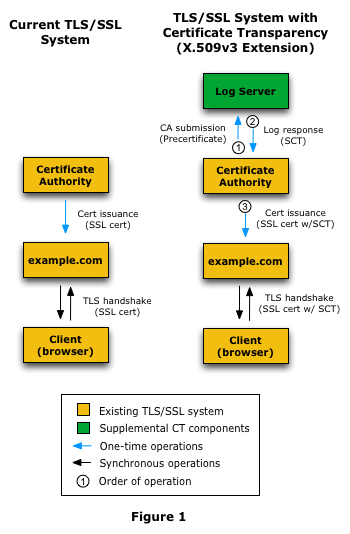 Current TLS/SSL
System
TLS/SSL System with
Certificate Transparency
(X.509v3 Extension)
Log Server
CA submission
(Precertificate)
1
2
Log response
(SCT)
Certificate
Authority
Certificate
Authority
Cert issuance
(SSL cert)
3
Cert issuance
(SSL cert w/SCT)
example.com
example.com
TLS handshake
(SSL cert)
TLS handshake
(SSL cert w/ SCT)
Client
(browser)
Client
(browser)
Existing TLS/SSL system
Supplemental CT components
One-time operations
Synchronous operations
1 Order of operation
Figure 1